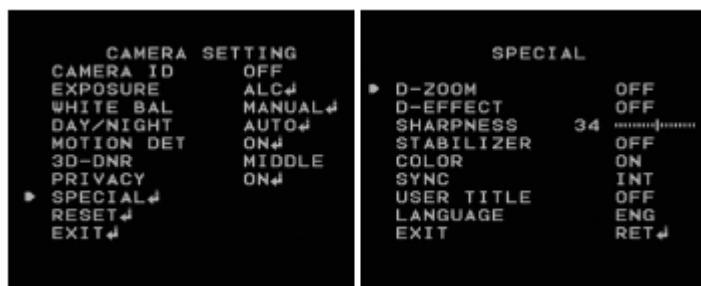 CAMERA SETTING
CAMERA ID OFF
EXPOSURE ALC↲
WHITE BAL MANUAL↲
DAY/NIGHT AUTO↲
MOTION DET ON↲
3D-DNR MIDDLE
PRIVACY ON↲
SPECIAL↲
RESET↲
EXIT↲
SPECIAL
D-ZOOM OFF
D-EFFECT OFF
SHARPNESS 34
STABILIZER OFF
COLOR ON
SYNC INT
USER TITLE OFF
LANGUAGE ENG
EXIT RET↲